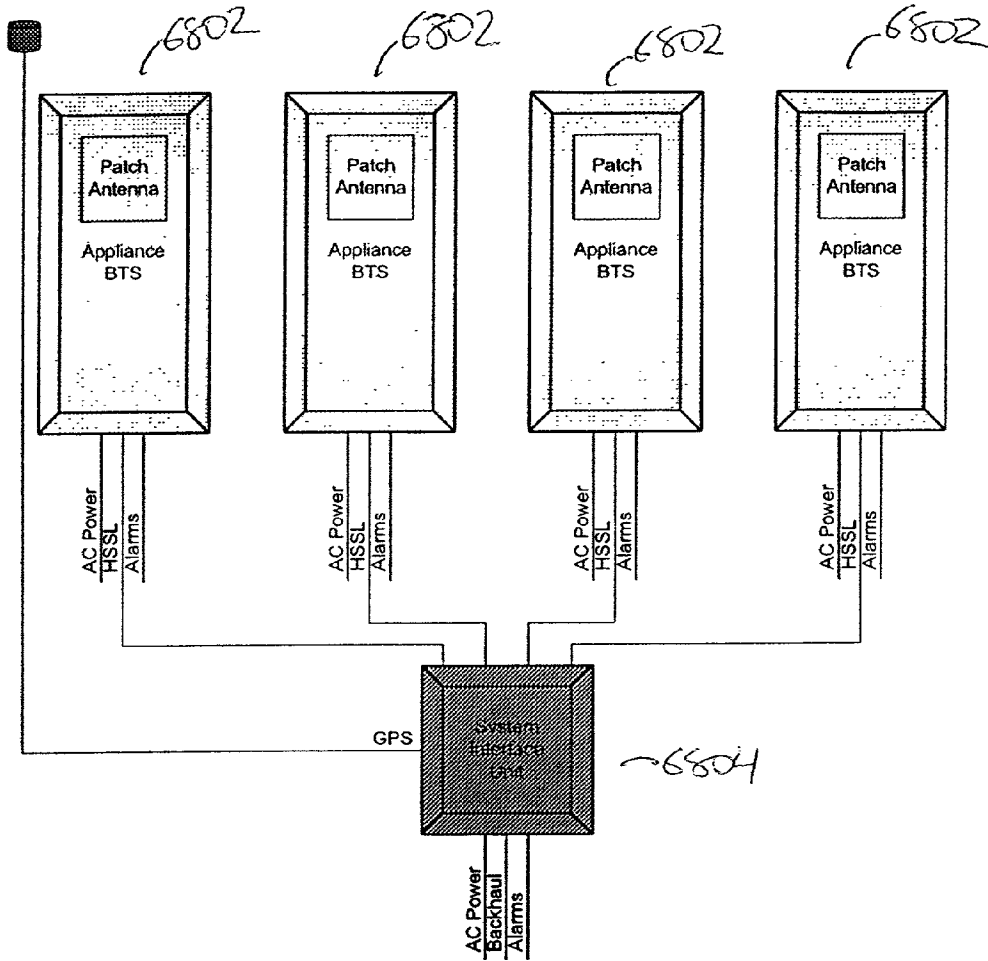 6802
6802
6802
6802
Patch
Antenna
Appliance
BTS
Patch
Antenna
Appliance
BTS
Patch
Antenna
Appliance
BTS
Patch
Antenna
Appliance
BTS
AC Power
HSSL
Alarms
AC Power
HSSL
Alarms
AC Power
HSSL
Alarms
AC Power
HSSL
Alarms
GPS
System
Interface
Unit
6804
AC Power
Backhaul
Alarms